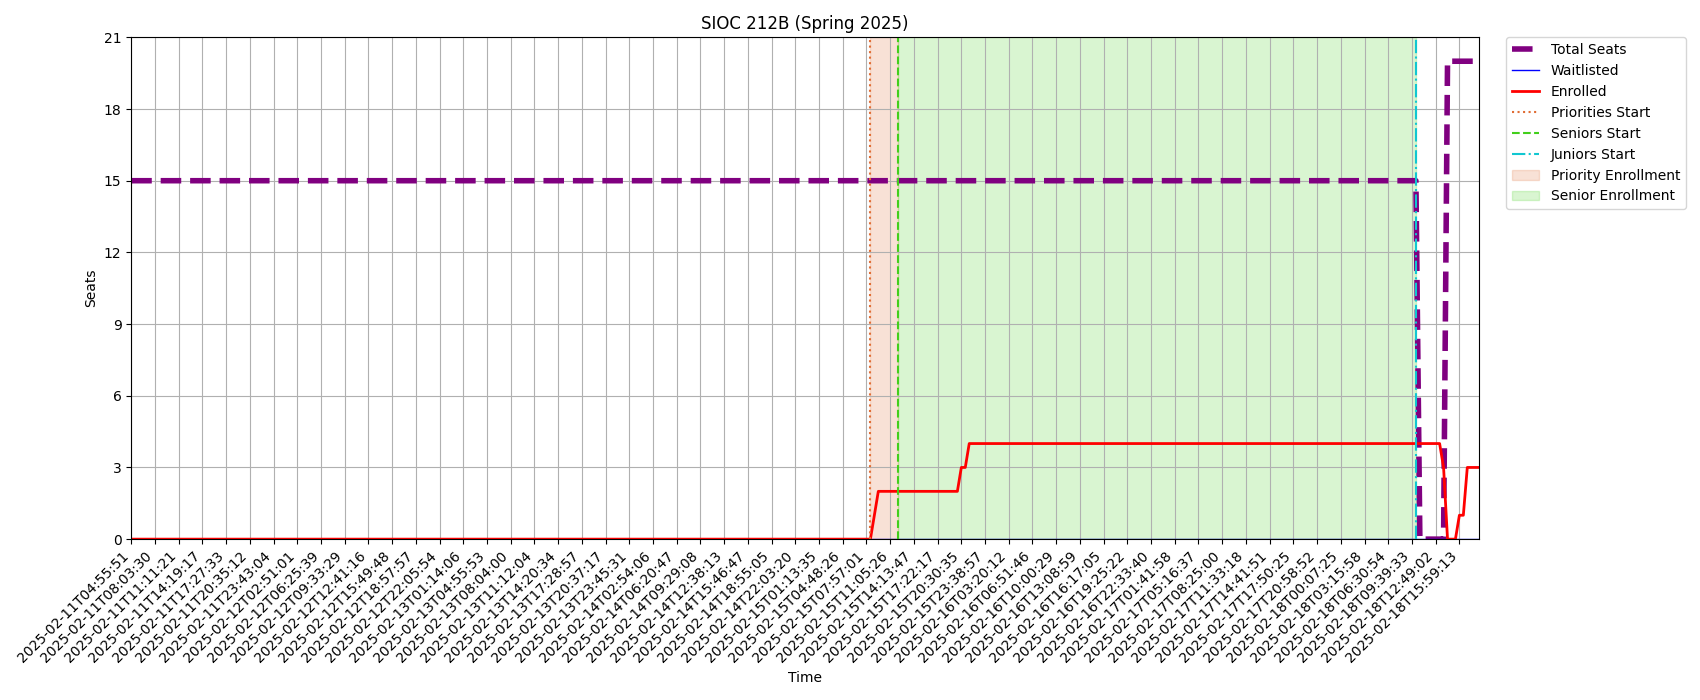 SIOC 212B (Spring 2025)
21
18
15
12
9
6
3
0
Seats
2025-02-11T04:55:51
2025-02-11T08:03:30
2025-02-11T11:11:21
2025-02-11T14:19:17
2025-02-11T17:27:33
2025-02-11T20:35:12
2025-02-11T23:43:04
2025-02-12T02:51:01
2025-02-12T06:25:39
2025-02-12T09:33:29
2025-02-12T12:41:16
2025-02-12T15:49:48
2025-02-12T18:57:57
2025-02-12T22:05:54
2025-02-13T01:14:06
2025-02-13T04:55:53
2025-02-13T08:04:00
2025-02-13T11:12:04
2025-02-13T14:20:34
2025-02-13T17:28:57
2025-02-13T20:37:17
2025-02-13T23:45:31
2025-02-14T02:54:06
2025-02-14T06:20:47
2025-02-14T09:29:08
2025-02-14T12:38:13
2025-02-14T15:46:47
2025-02-14T18:55:05
2025-02-14T22:03:20
2025-02-15T01:13:35
2025-02-15T04:48:26
2025-02-15T07:57:01
2025-02-15T11:05:26
2025-02-15T14:13:47
2025-02-15T17:22:17
2025-02-15T20:30:35
2025-02-15T23:38:57
2025-02-16T03:20:12
2025-02-16T06:51:46
2025-02-16T10:00:29
2025-02-16T13:08:59
2025-02-16T16:17:05
2025-02-16T19:25:22
2025-02-16T22:33:40
2025-02-17T01:41:58
2025-02-17T05:16:37
2025-02-17T08:25:00
2025-02-17T11:33:18
2025-02-17T14:41:51
2025-02-17T17:50:25
2025-02-17T20:58:52
2025-02-18T00:07:25
2025-02-18T03:15:58
2025-02-18T06:30:54
2025-02-18T09:39:33
2025-02-18T12:49:02
2025-02-18T15:59:13
Time
Total Seats
Waitlisted
Enrolled
Priorities Start
Seniors Start
Juniors Start
Priority Enrollment
Senior Enrollment